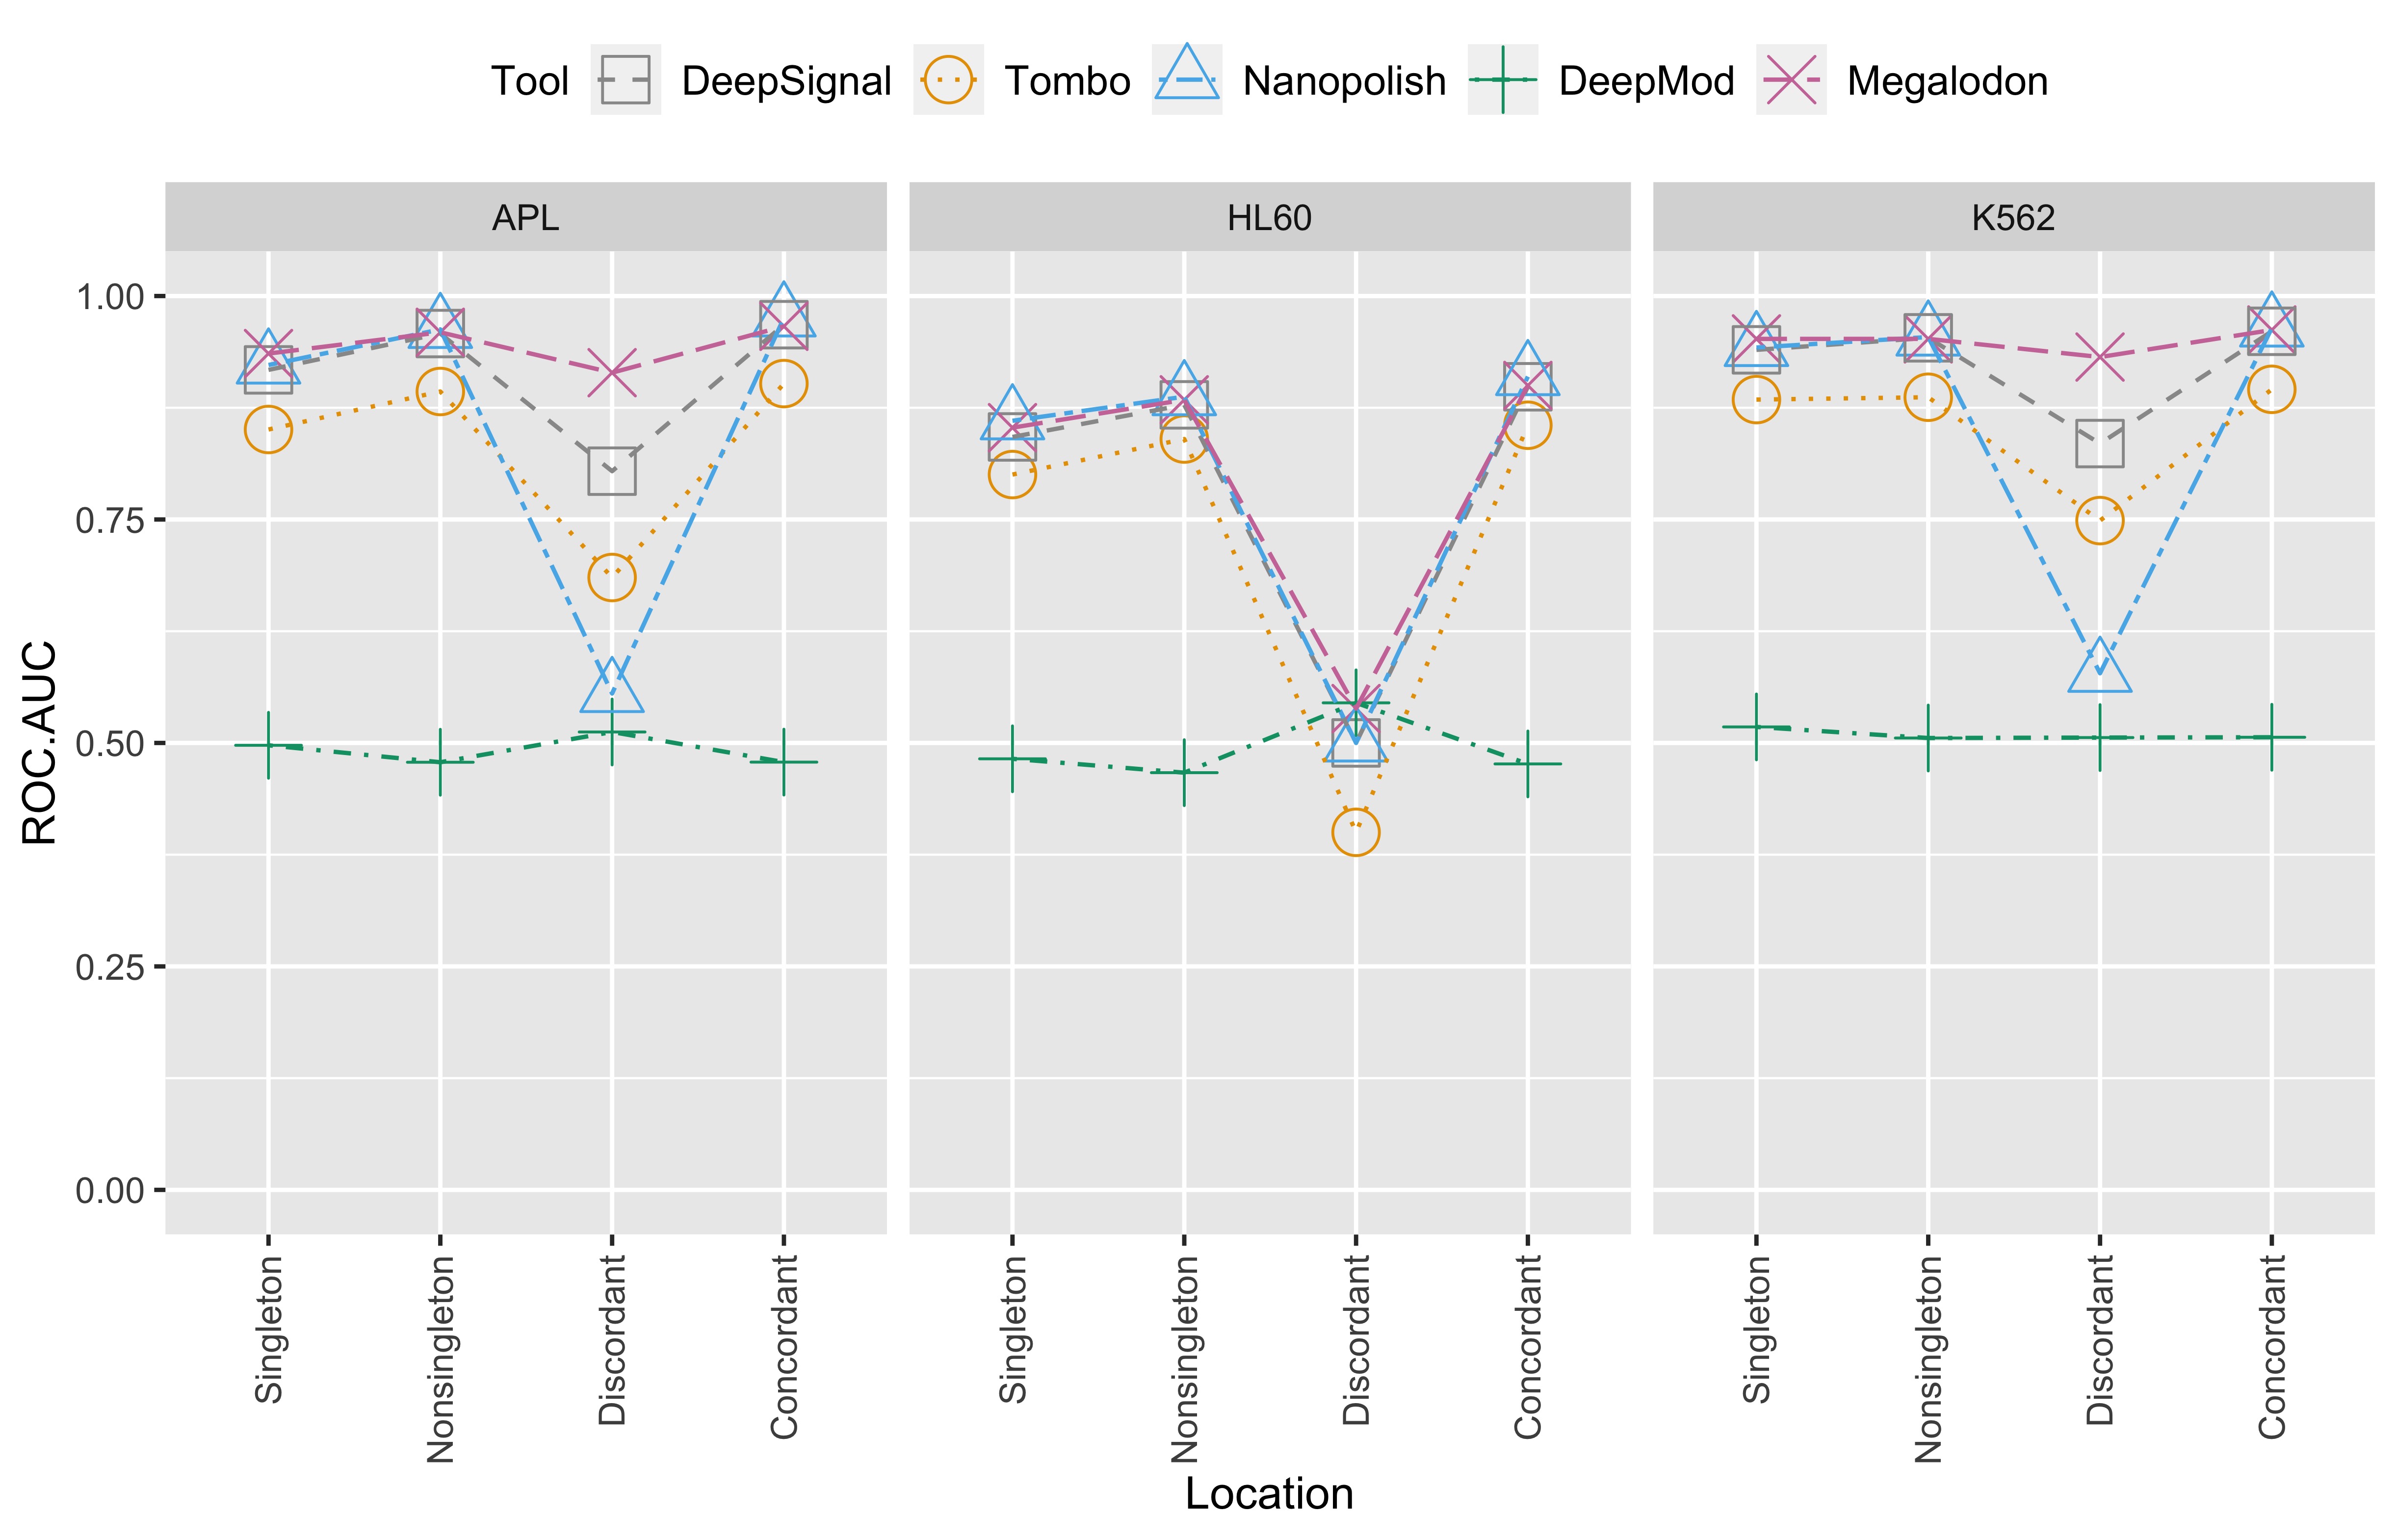 Tool DeepSignal Tombo Nanopolish DeepMod Megalodon
APL HL60 K562
1.00
0.75
0.50
0.25
0.00
ROC.AUC
Singleton Nonsingleton Discordant Concordant Singleton Nonsingleton Discordant Concordant Singleton Nonsingleton Discordant Concordant
Location